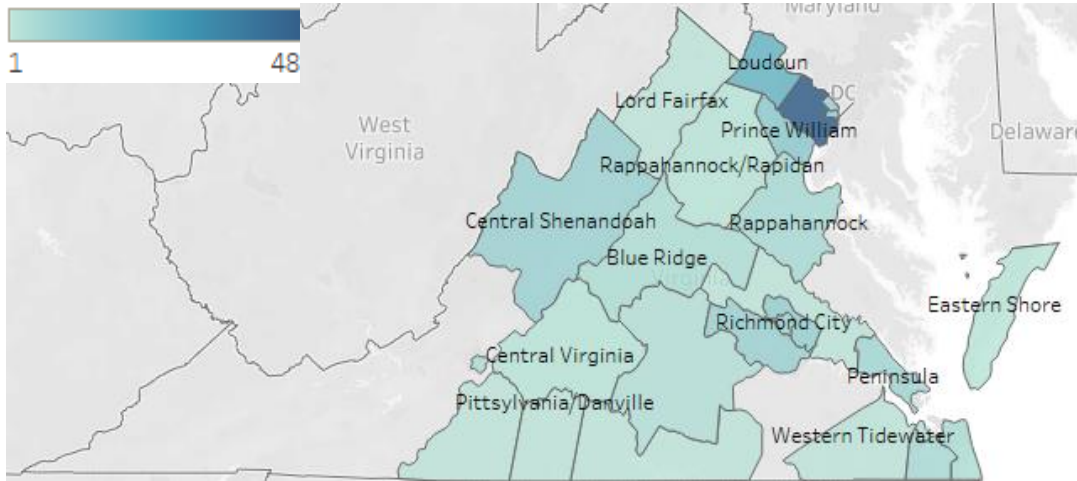 1 48
Maryland
Loudoun
DC
Lord Fairfax
West
Virginia
Prince William
Delaware
Rappahannock/Rapidan
Central Shenandoah
Rappahannock
Blue Ridge
Virginia
Eastern Shore
Richmond City
Central Virginia
Peninsula
Pittsylvania/Danville
Western Tidewater